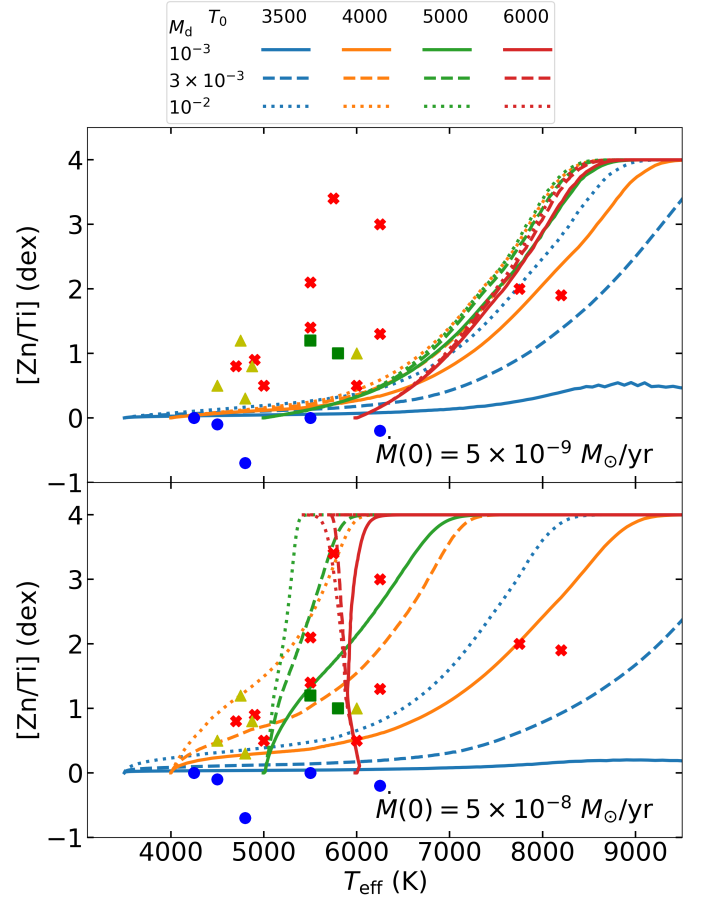 M_d T_0 3500 4000 5000 6000
10^{-3}
3 × 10^{-3}
10^{-2}
4
3
2
1
0
−1
[Zn/Ti] (dex)
Ṁ(0) = 5 × 10^{-9} M_⊙/yr
4
3
2
1
0
−1
[Zn/Ti] (dex)
Ṁ(0) = 5 × 10^{-8} M_⊙/yr
4000 5000 6000 7000 8000 9000
T_eff (K)